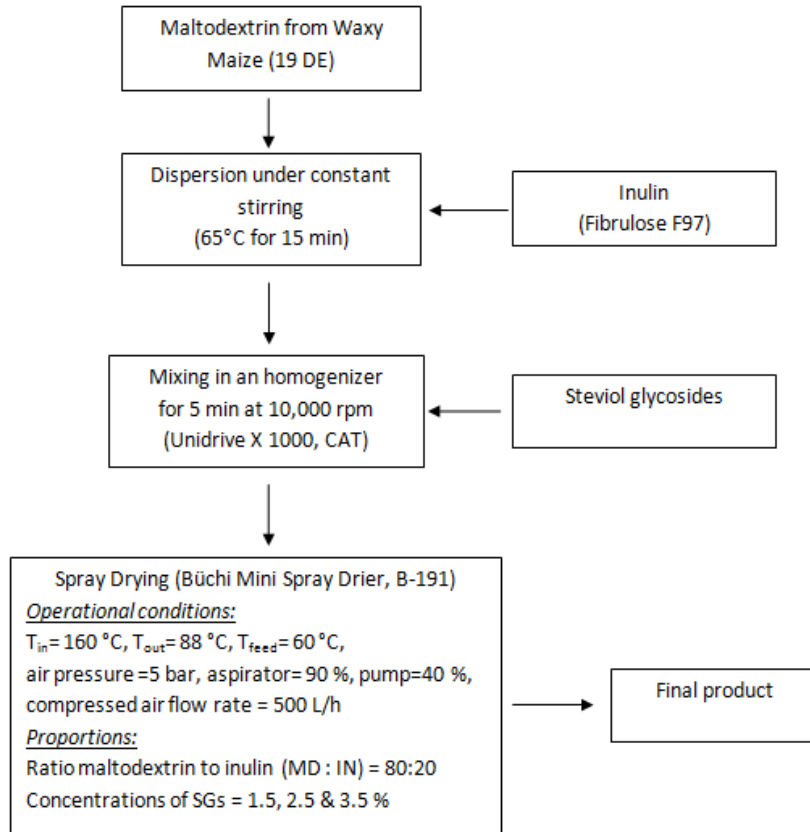 Maltodextrin from Waxy
Maize (19 DE)
Dispersion under constant
stirring
(65°C for 15 min)
Inulin
(Fibrulose F97)
Mixing in an homogenizer
for 5 min at 10,000 rpm
(Unidrive X 1000, CAT)
Steviol glycosides
Spray Drying (Büchi Mini Spray Drier, B-191)
Operational conditions:
Tin= 160 °C, Tout= 88 °C, Tfeed= 60 °C,
air pressure =5 bar, aspirator= 90 %, pump=40 %,
compressed air flow rate = 500 L/h
Proportions:
Ratio maltodextrin to inulin (MD : IN) = 80:20
Concentrations of SGs = 1.5, 2.5 & 3.5 %
Final product